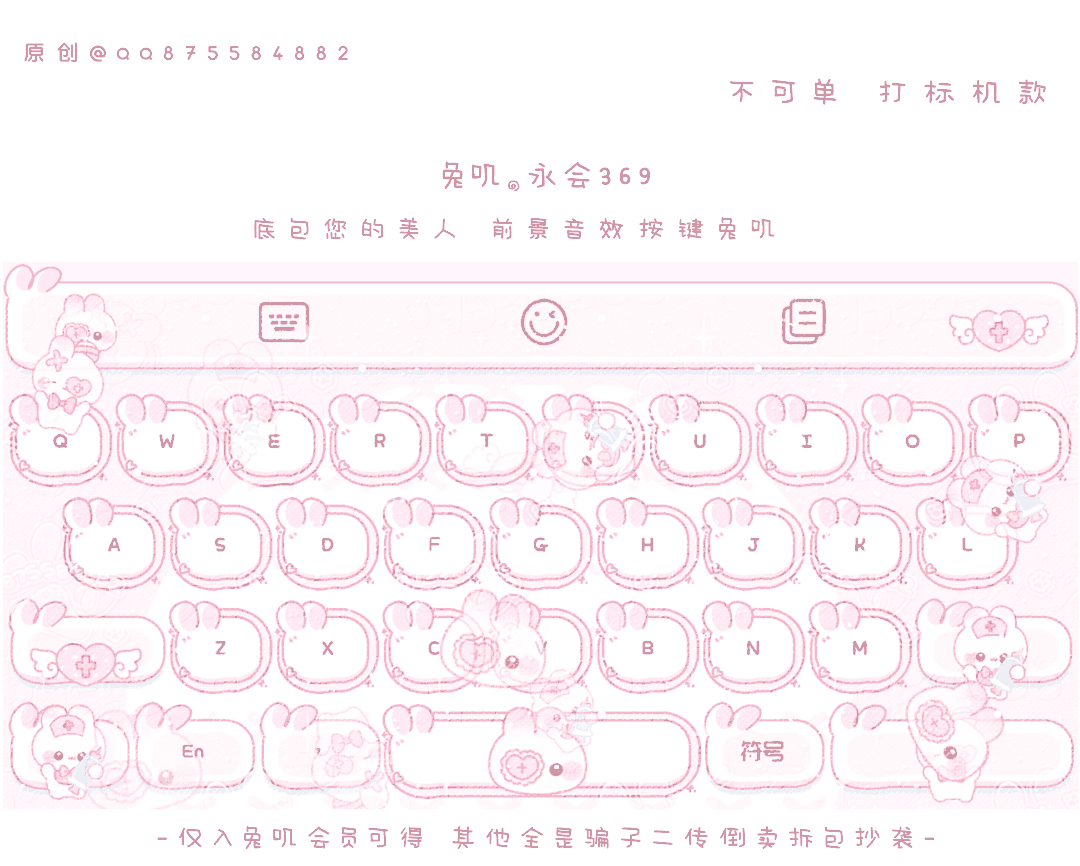 原创@QQ875584882
不可单 打标机款
兔叽。永会369
底包您的美人 前景音效按键兔叽
Q W E R T U I O P
A S D F G H J K L
Z X C V B N M
En 符号
-仅入兔叽会员可得 其他全是骗子二传倒卖拆包抄袭-